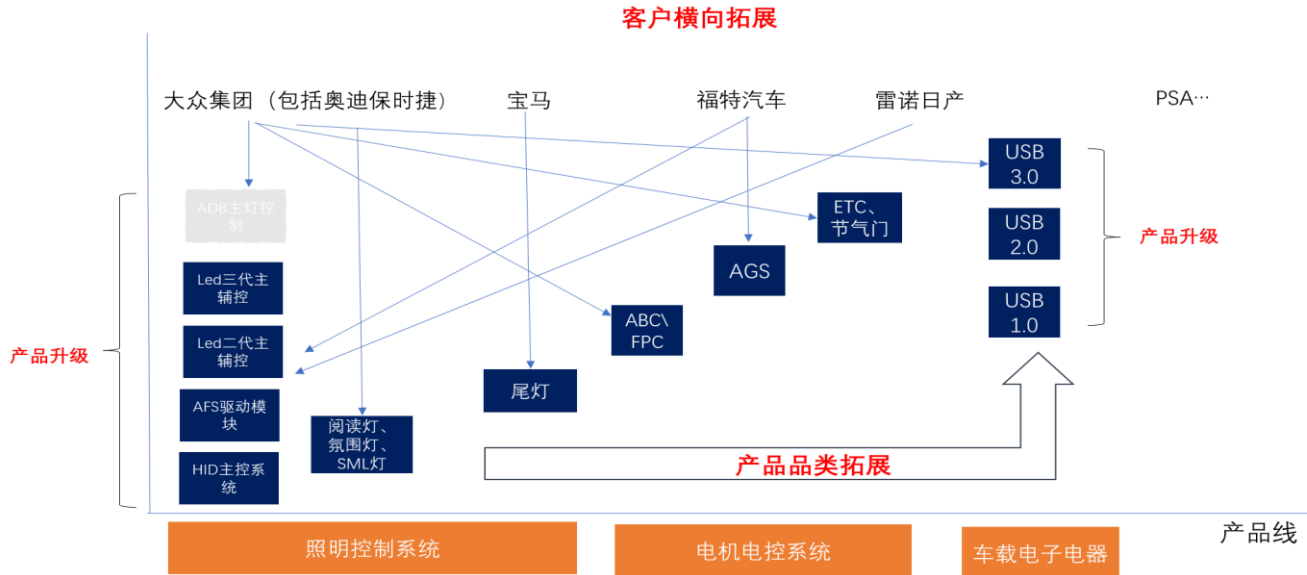 客户横向拓展
大众集团（包括奥迪保时捷）
宝马
福特汽车
雷诺日产
PSA…
USB
3.0
ADB主灯控
制
ETC、
节气门
USB
2.0
产品升级
AGS
Led三代主
辅控
USB
1.0
ABC\
FPC
产品升级
Led二代主
辅控
尾灯
AFS驱动模
块
阅读灯、
氛围灯、
SML灯
产品品类拓展
HID主控系
统
产品线
照明控制系统
电机电控系统
车载电子电器